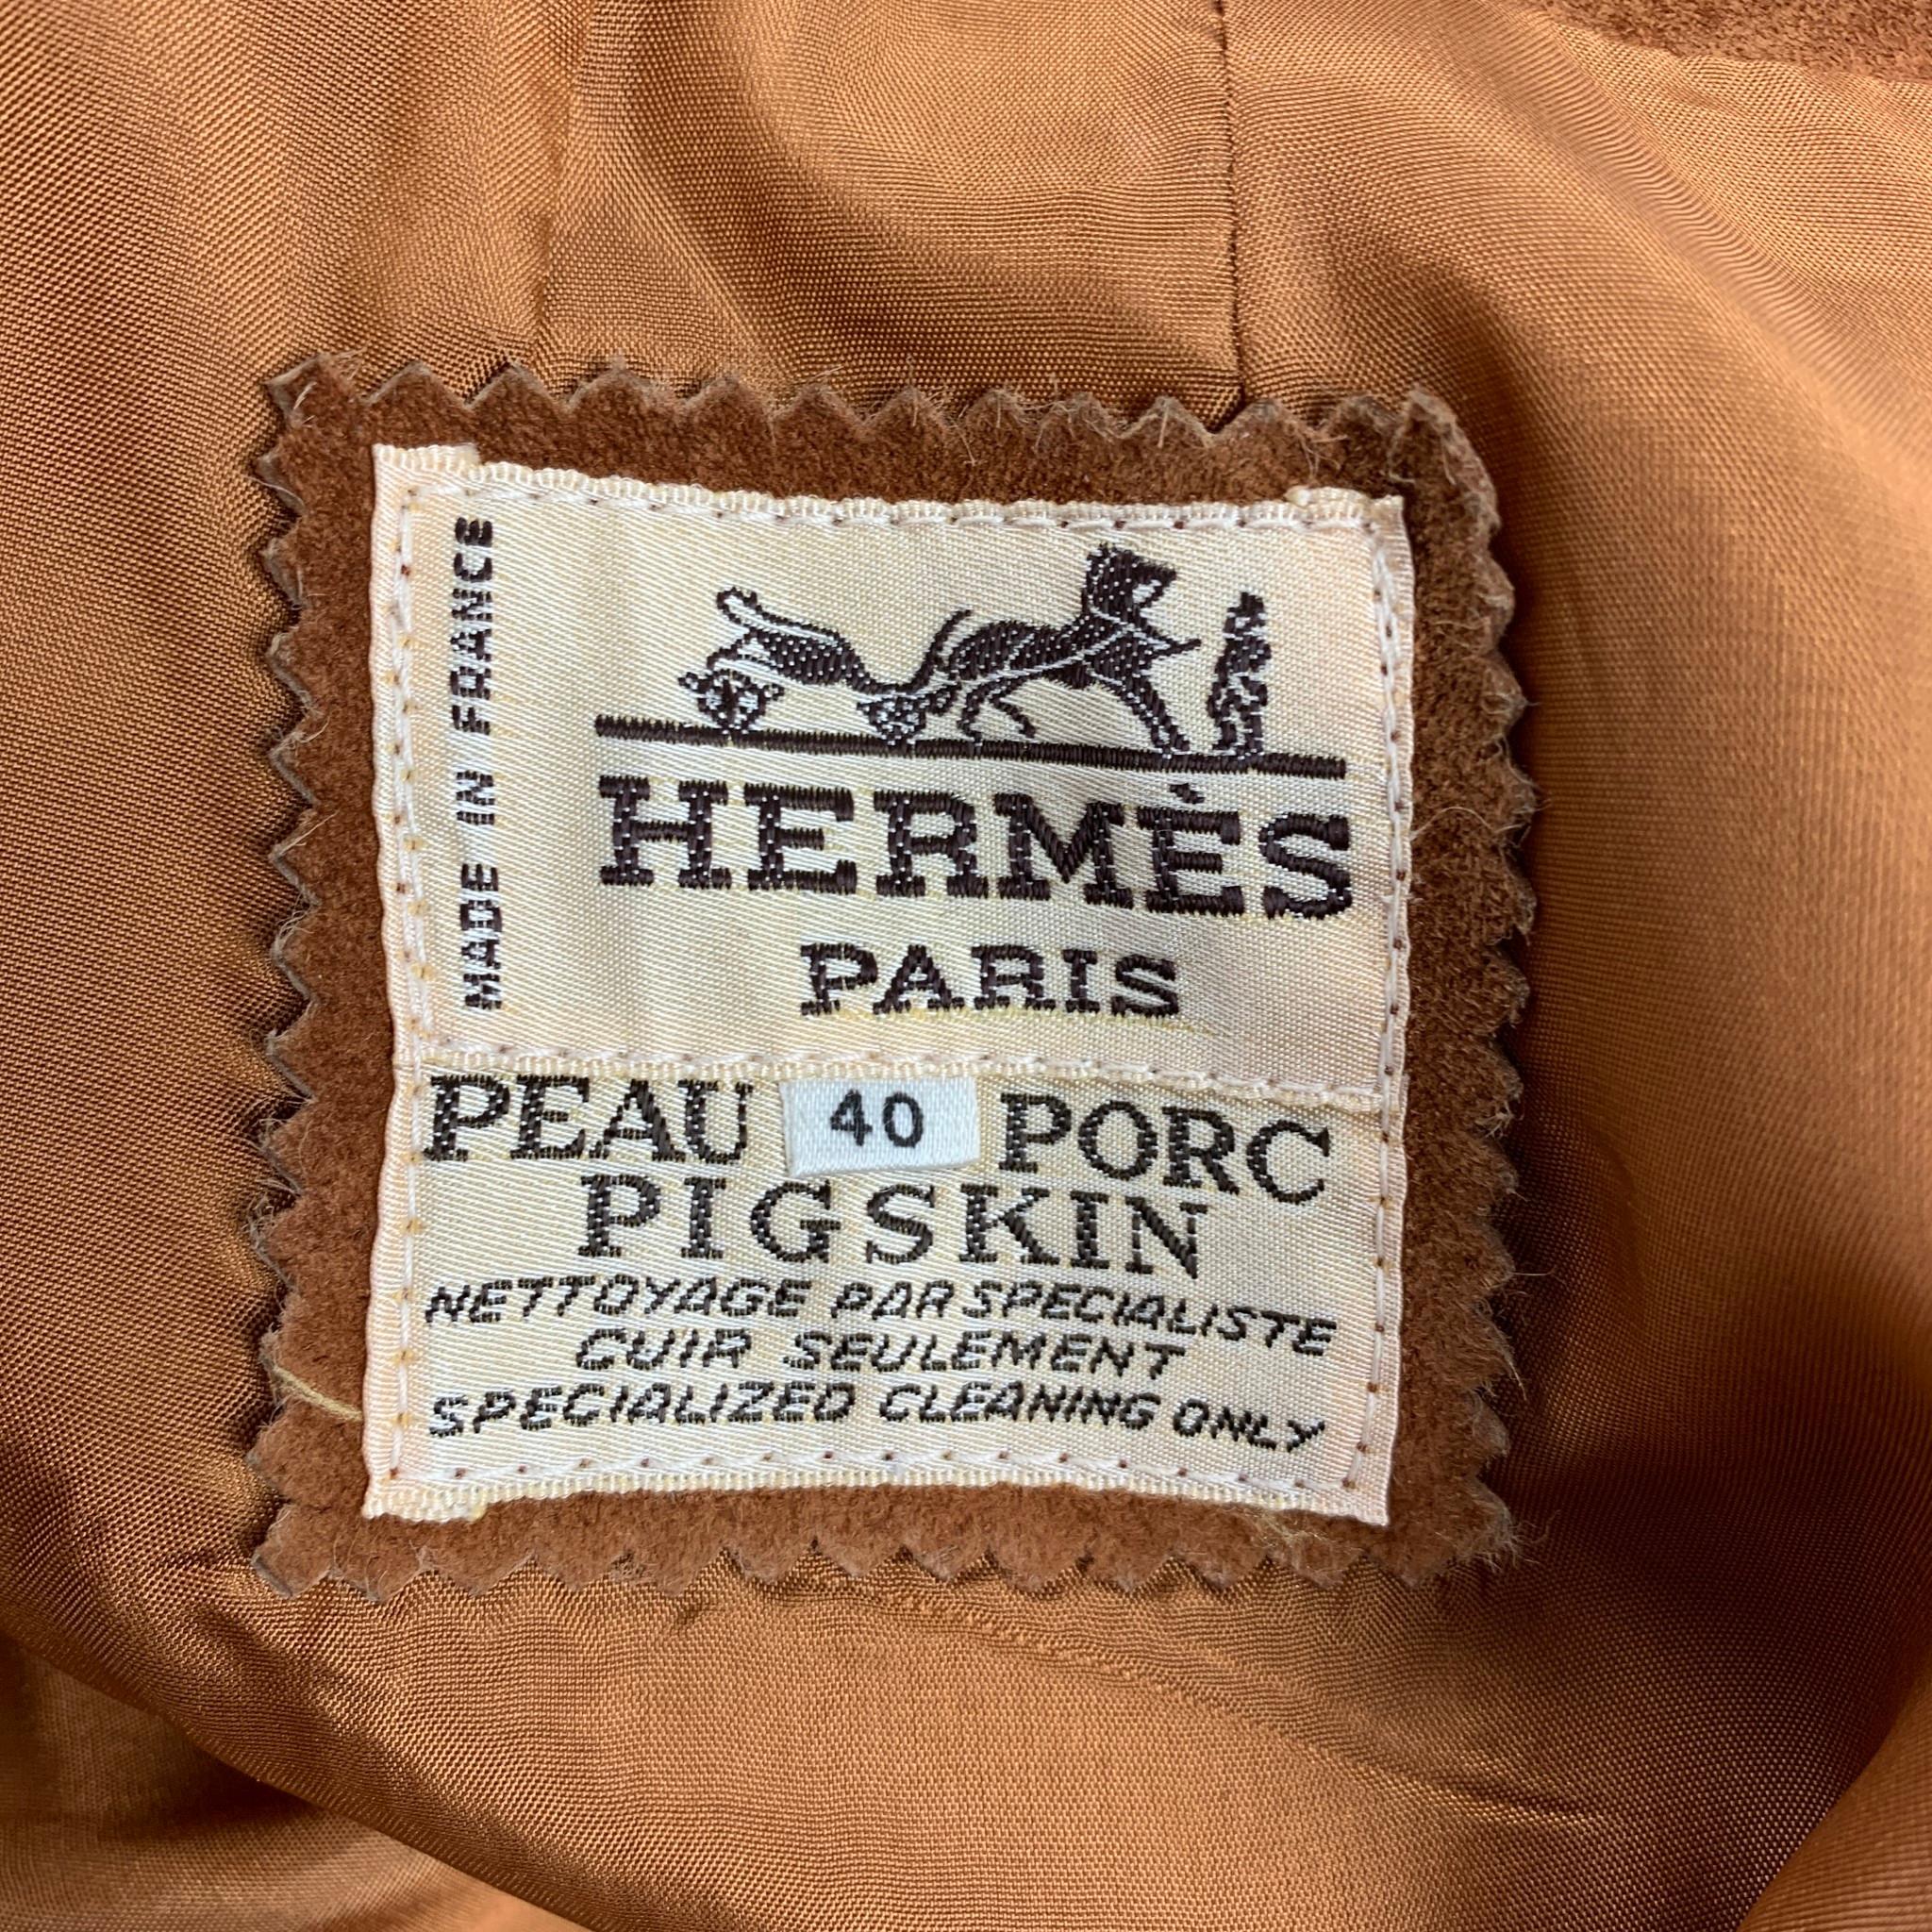 MADE IN FRANCE
HERMÈS
PARIS
PEAU 40 PORC
PIGSKIN
NETTOYAGE PAR SPECIALISTE
CUIR SEULEMENT
SPECIALIZED CLEANING ONLY